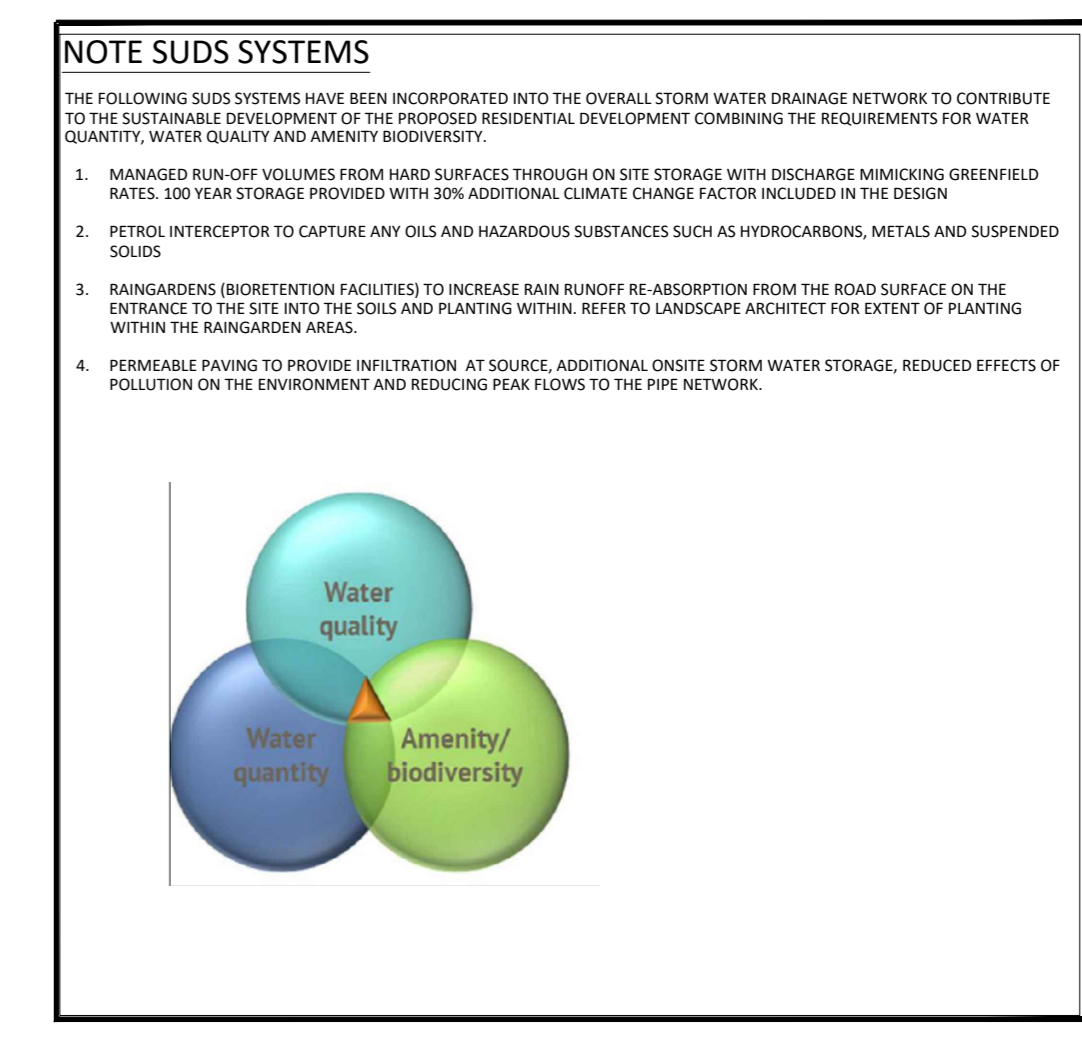 NOTE SUDS SYSTEMS
THE FOLLOWING SUDS SYSTEMS HAVE BEEN INCORPORATED INTO THE OVERALL STORM WATER DRAINAGE NETWORK TO CONTRIBUTE
TO THE SUSTAINABLE DEVELOPMENT OF THE PROPOSED RESIDENTIAL DEVELOPMENT COMBINING THE REQUIREMENTS FOR WATER
QUANTITY, WATER QUALITY AND AMENITY BIODIVERSITY.
1. MANAGED RUN-OFF VOLUMES FROM HARD SURFACES THROUGH ON SITE STORAGE WITH DISCHARGE MIMICKING GREENFIELD
RATES. 100 YEAR STORAGE PROVIDED WITH 30% ADDITIONAL CLIMATE CHANGE FACTOR INCLUDED IN THE DESIGN
2. PETROL INTERCEPTOR TO CAPTURE ANY OILS AND HAZARDOUS SUBSTANCES SUCH AS HYDROCARBONS, METALS AND SUSPENDED
SOLIDS
3. RAINGARDENS (BIORETENTION FACILITIES) TO INCREASE RAIN RUNOFF RE-ABSORPTION FROM THE ROAD SURFACE ON THE
ENTRANCE TO THE SITE INTO THE SOILS AND PLANTING WITHIN. REFER TO LANDSCAPE ARCHITECT FOR EXTENT OF PLANTING
WITHIN THE RAINGARDEN AREAS.
4. PERMEABLE PAVING TO PROVIDE INFILTRATION AT SOURCE, ADDITIONAL ONSITE STORM WATER STORAGE, REDUCED EFFECTS OF
POLLUTION ON THE ENVIRONMENT AND REDUCING PEAK FLOWS TO THE PIPE NETWORK.
Water
quality
Water
quantity
Amenity/
biodiversity